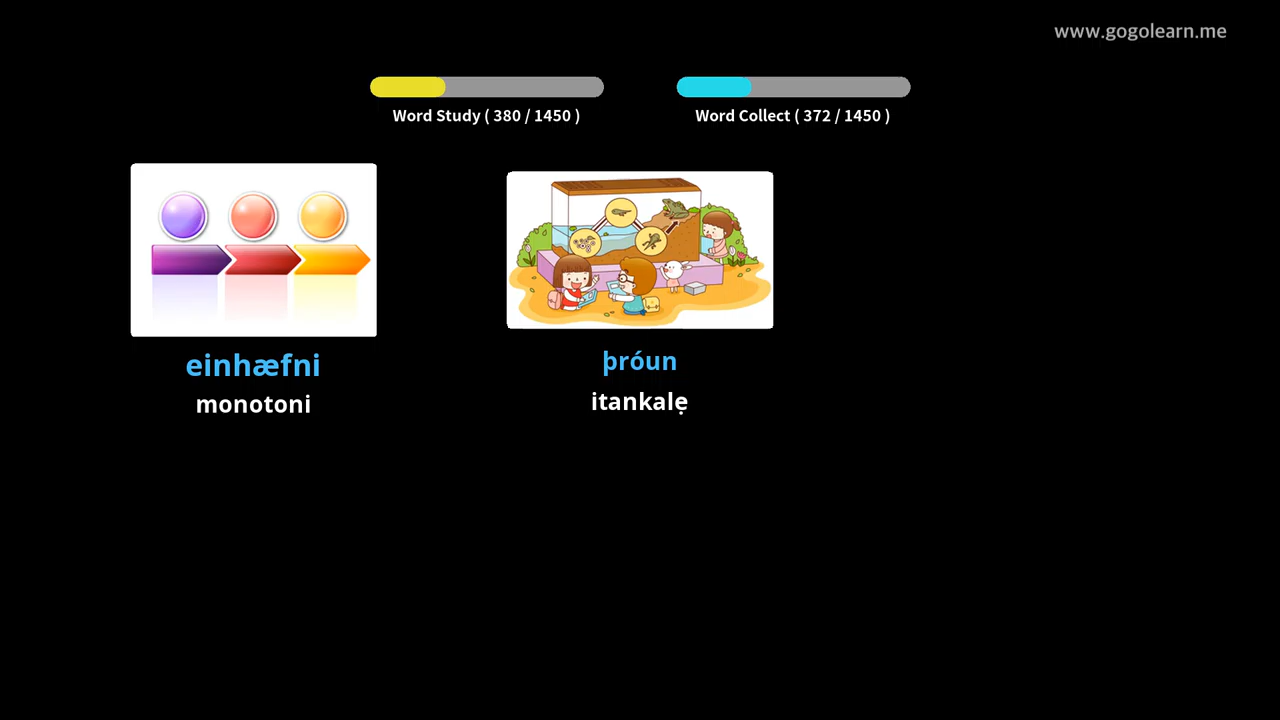 www.gogolearn.me
Word Study ( 380 / 1450 )
Word Collect ( 372 / 1450 )
einhæfni
monotoni
þróun
itankalẹ